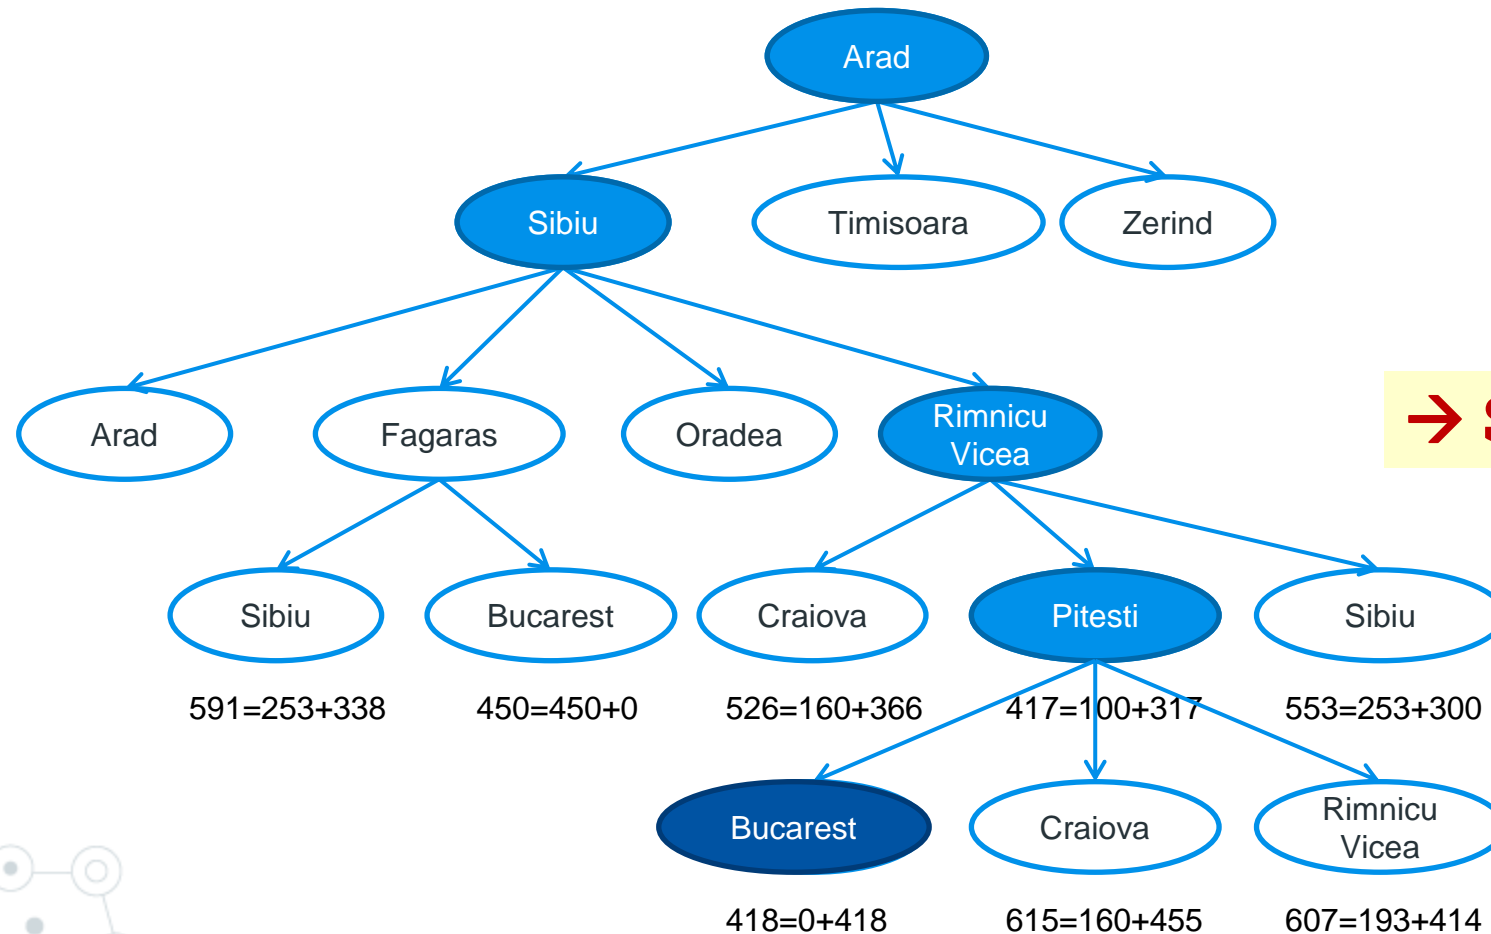 Arad
Sibiu
Timisoara
Zerind
Arad
Fagaras
Oradea
Rimnicu
Vicea
→
Sibiu
Bucarest
Craiova
Pitesti
Sibiu
591=253+338
450=450+0
526=160+366
417=100+317
553=253+300
Bucarest
Craiova
Rimnicu
Vicea
418=0+418
615=160+455
607=193+414